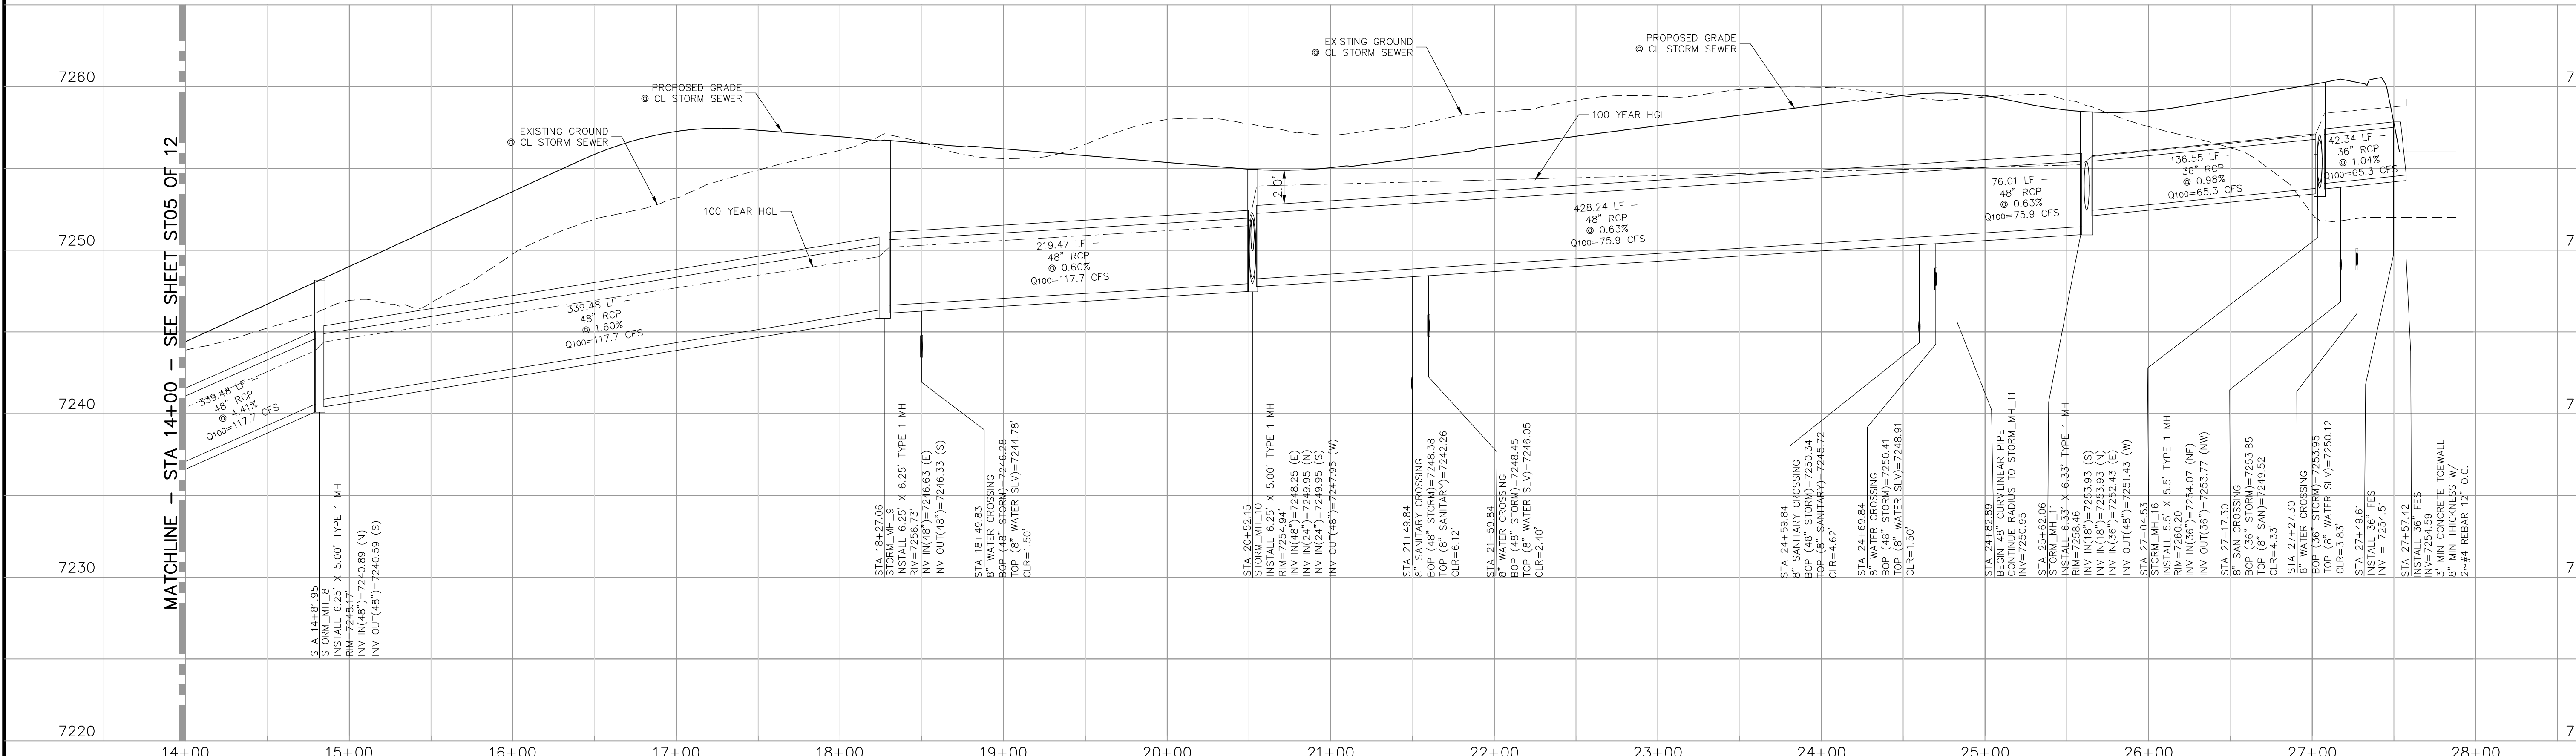 7260
7250
7240
7230
7220
MATCHLINE – STA 14+00 – SEE SHEET ST05 OF 12
EXISTING GROUND
@ CL STORM SEWER
PROPOSED GRADE
@ CL STORM SEWER
100 YEAR HGL
EXISTING GROUND
@ CL STORM SEWER
PROPOSED GRADE
@ CL STORM SEWER
100 YEAR HGL
2.0'
339.48 LF –
48" RCP
@ 4.41%
Q100=117.7 CFS
339.48 LF –
48" RCP
@ 1.60%
Q100=117.7 CFS
219.47 LF –
48" RCP
@ 0.60%
Q100=117.7 CFS
428.24 LF –
48" RCP
@ 0.63%
Q100=75.9 CFS
76.01 LF –
48" RCP
@ 0.63%
Q100=75.9 CFS
136.55 LF –
36" RCP
@ 0.98%
Q100=65.3 CFS
42.34 LF –
36" RCP
@ 1.04%
Q100=65.3 CFS
STA 14+81.95
STORM_MH_8
INSTALL 6.25' X 5.00' TYPE 1 MH
RIM=7248.17'
INV IN(48")=7240.89 (N)
INV OUT(48")=7240.59 (S)
STA 18+27.06
STORM_MH_9
INSTALL 6.25' X 6.25' TYPE 1 MH
RIM=7256.73'
INV IN(48")=7246.63 (E)
INV OUT(48")=7246.33 (S)
STA 18+49.83
8" WATER CROSSING
BOP (48" STORM)=7246.28
TOP (8" WATER SLV)=7244.78'
CLR=1.50'
STA 20+52.15
STORM_MH_10
INSTALL 6.25' X 5.00' TYPE 1 MH
RIM=7254.94'
INV IN(48")=7248.25 (E)
INV IN(24")=7249.95 (N)
INV IN(24")=7249.95 (S)
INV OUT(48")=7247.95 (W)
STA 21+49.84
8" SANITARY CROSSING
BOP (48" STORM)=7248.38
TOP (8" SANITARY)=7242.26
CLR=6.12'
STA 21+59.84
8" WATER CROSSING
BOP (48" STORM)=7248.45
TOP (8" WATER SLV)=7246.05
CLR=2.40'
STA 24+59.84
8" SANITARY CROSSING
BOP (48" STORM)=7250.34
TOP (8" SANITARY)=7245.72
CLR=4.62'
STA 24+69.84
8" WATER CROSSING
BOP (48" STORM)=7250.41
TOP (8" WATER SLV)=7248.91
CLR=1.50'
STA 24+82.89
BEGIN 48" CURVILINEAR PIPE
CONTINUE RADIUS TO STORM_MH_11
INV=7250.95
STA 25+62.06
STORM_MH_11
INSTALL 6.33' X 6.33' TYPE 1 MH
RIM=7258.46
INV IN(18")=7253.93 (S)
INV IN(18")=7253.93 (N)
INV IN(36")=7252.43 (E)
INV OUT(48")=7251.43 (W)
STA 27+04.53
STORM_MH_16
INSTALL 5.5' X 5.5' TYPE 1 MH
RIM=7260.20
INV IN(36")=7254.07 (NE)
INV OUT(36")=7253.77 (NW)
STA 27+17.30
8" SAN CROSSING
BOP (36" STORM)=7253.85
TOP (8" SAN)=7249.52
CLR=4.33'
STA 27+27.30
8" WATER CROSSING
BOP (36" STORM)=7253.95
TOP (8" WATER SLV)=7250.12
CLR=3.83'
STA 27+49.61
INSTALL 36" FES
INV = 7254.51
STA 27+57.42
INSTALL 36" FES
INV=7254.59
3' MIN CONCRETE TOEWALL
8" MIN THICKNESS W/
2~#4 REBAR 12" O.C.
7
7
7
7
7
14+00
15+00
16+00
17+00
18+00
19+00
20+00
21+00
22+00
23+00
24+00
25+00
26+00
27+00
28+00